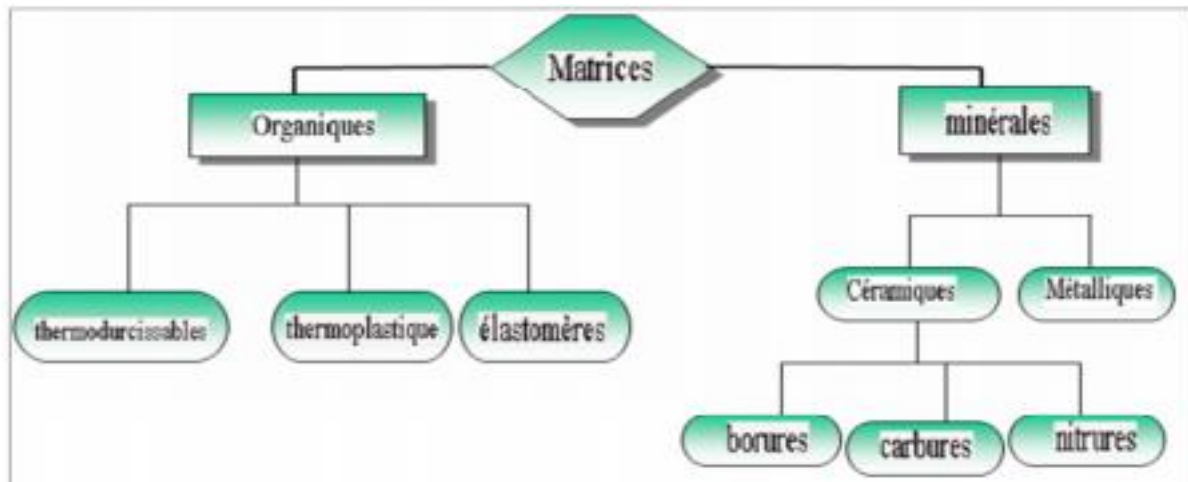 Matrices
Organiques
minérales
thermodurcissables
thermoplastique
élastomères
Céramiques
Métalliques
borures
carbures
nitrures